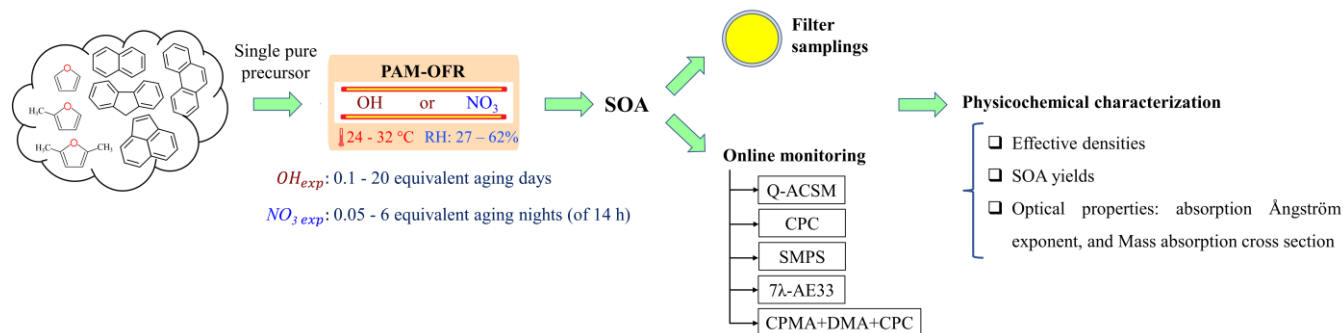 O
H₃C
O
H₃C
O
CH₃
Single pure
precursor
PAM-OFR
OH or NO₃
24 - 32 °C RH: 27 – 62%
OHexp: 0.1 - 20 equivalent aging days
NO₃ exp: 0.05 - 6 equivalent aging nights (of 14 h)
SOA
Filter
samplings
Online monitoring
Q-ACSM
CPC
SMPS
7λ-AE33
CPMA+DMA+CPC
Physicochemical characterization
Effective densities
SOA yields
Optical properties: absorption Ångström
exponent, and Mass absorption cross section